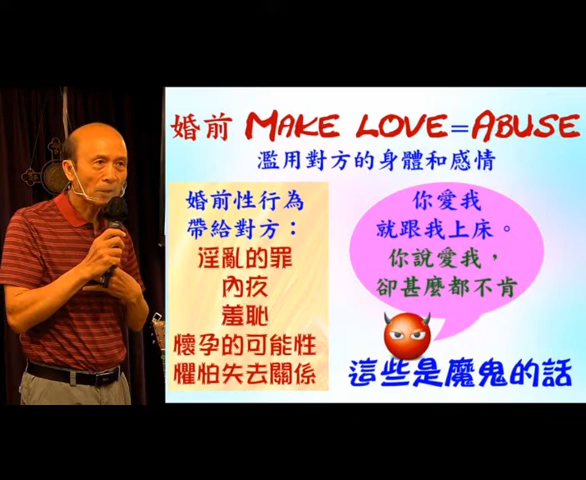 婚前 MAKE LOVE=ABUSE
濫用對方的身體和感情
婚前性行為
帶給對方：
淫亂的罪
內疚
羞恥
懷孕的可能性
懼怕失去關係
你愛我
就跟我上床。
你說愛我，
卻甚麼都不肯
這些是魔鬼的話